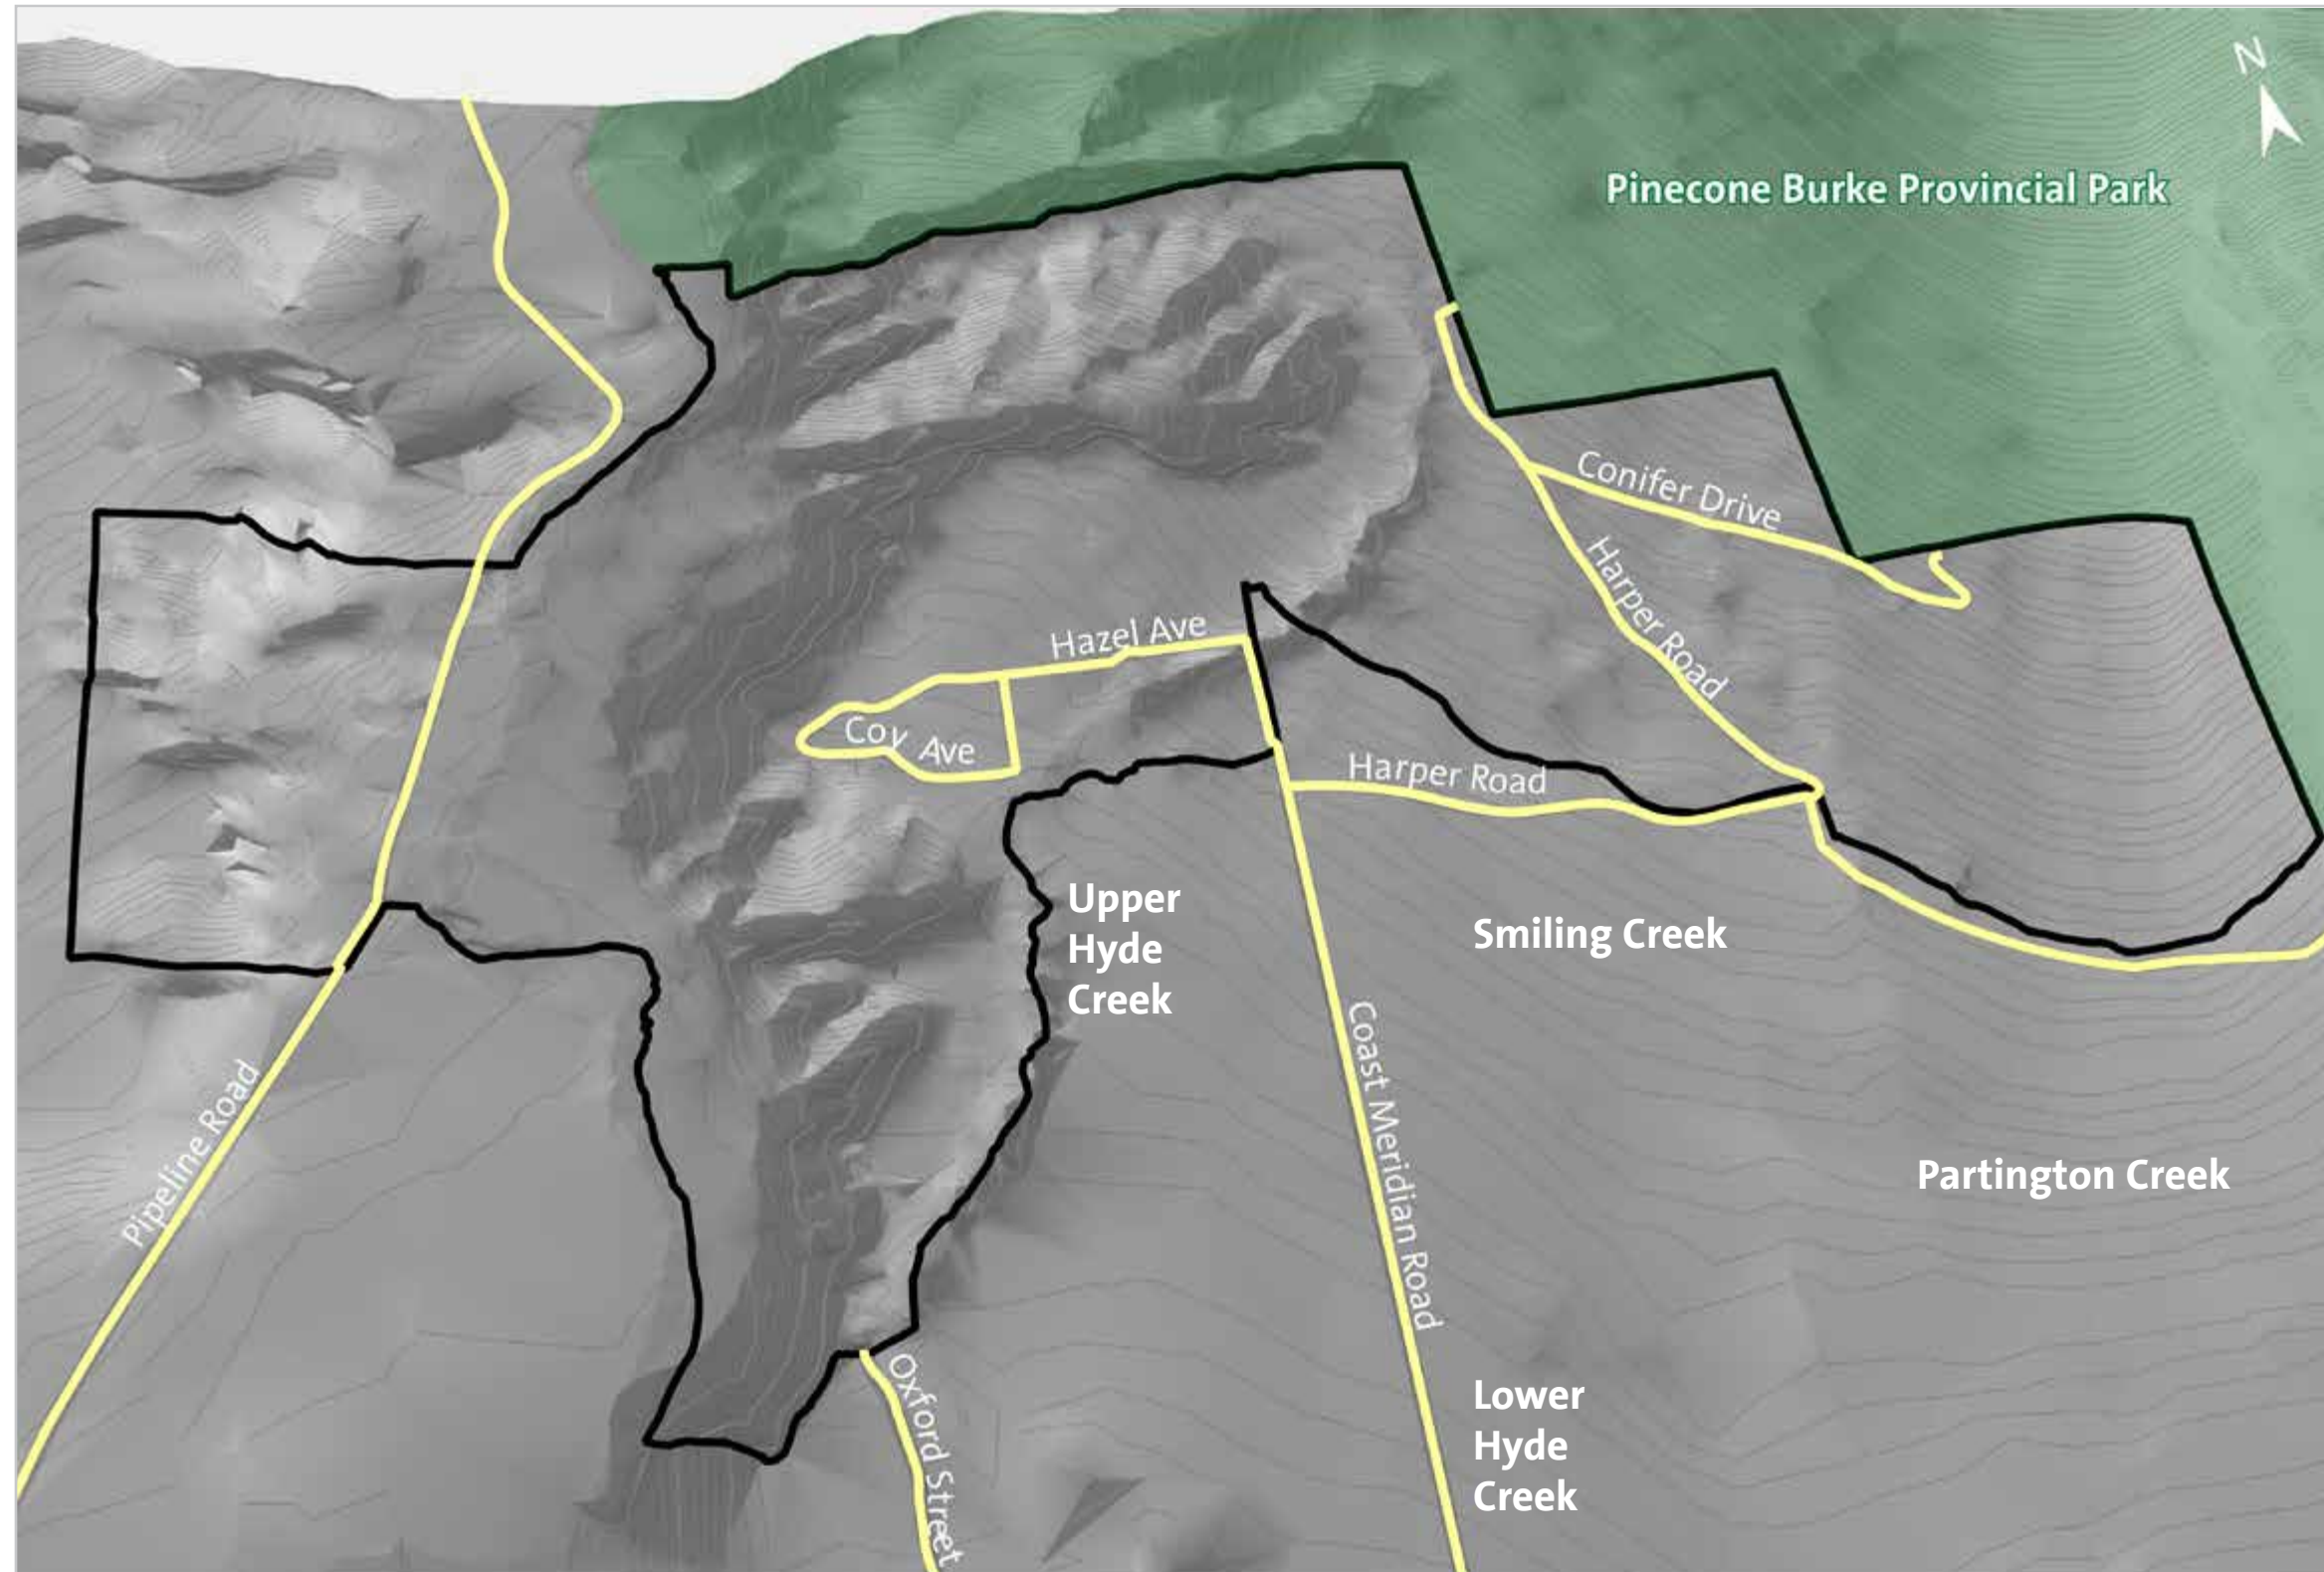 N
Pinecone Burke Provincial Park
Conifer Drive
Harper Road
Hazel Ave
Coy Ave
Harper Road
Upper
Hyde
Creek
Smiling Creek
Coast Meridian Road
Pipeline Road
Partington Creek
Oxford Street
Lower
Hyde
Creek